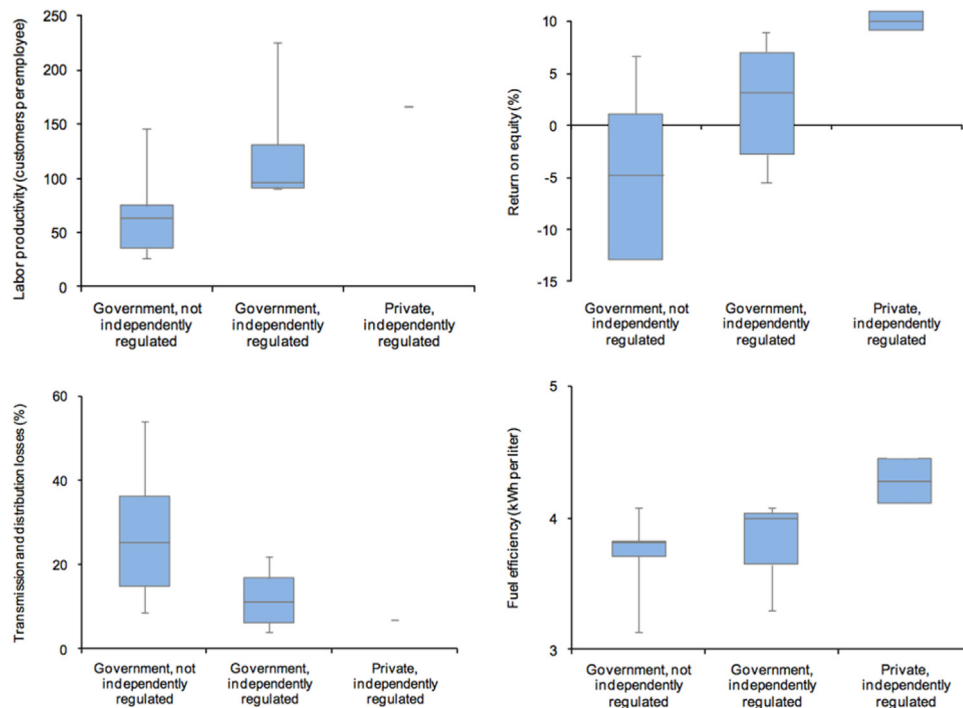 Labor productivity (customers per employee)
250
200
150
100
50
0
Government, not
independently
regulated
Government,
independently
regulated
Private,
independently
regulated
Return on equity (%)
10
5
0
-5
-10
-15
Government, not
independently
regulated
Government,
independently
regulated
Private,
independently
regulated
Transmission and distribution losses (%)
60
40
20
0
Government, not
independently
regulated
Government,
independently
regulated
Private,
independently
regulated
Fuel efficiency (kWh per liter)
5
4
3
Government, not
independently
regulated
Government,
independently
regulated
Private,
independently
regulated